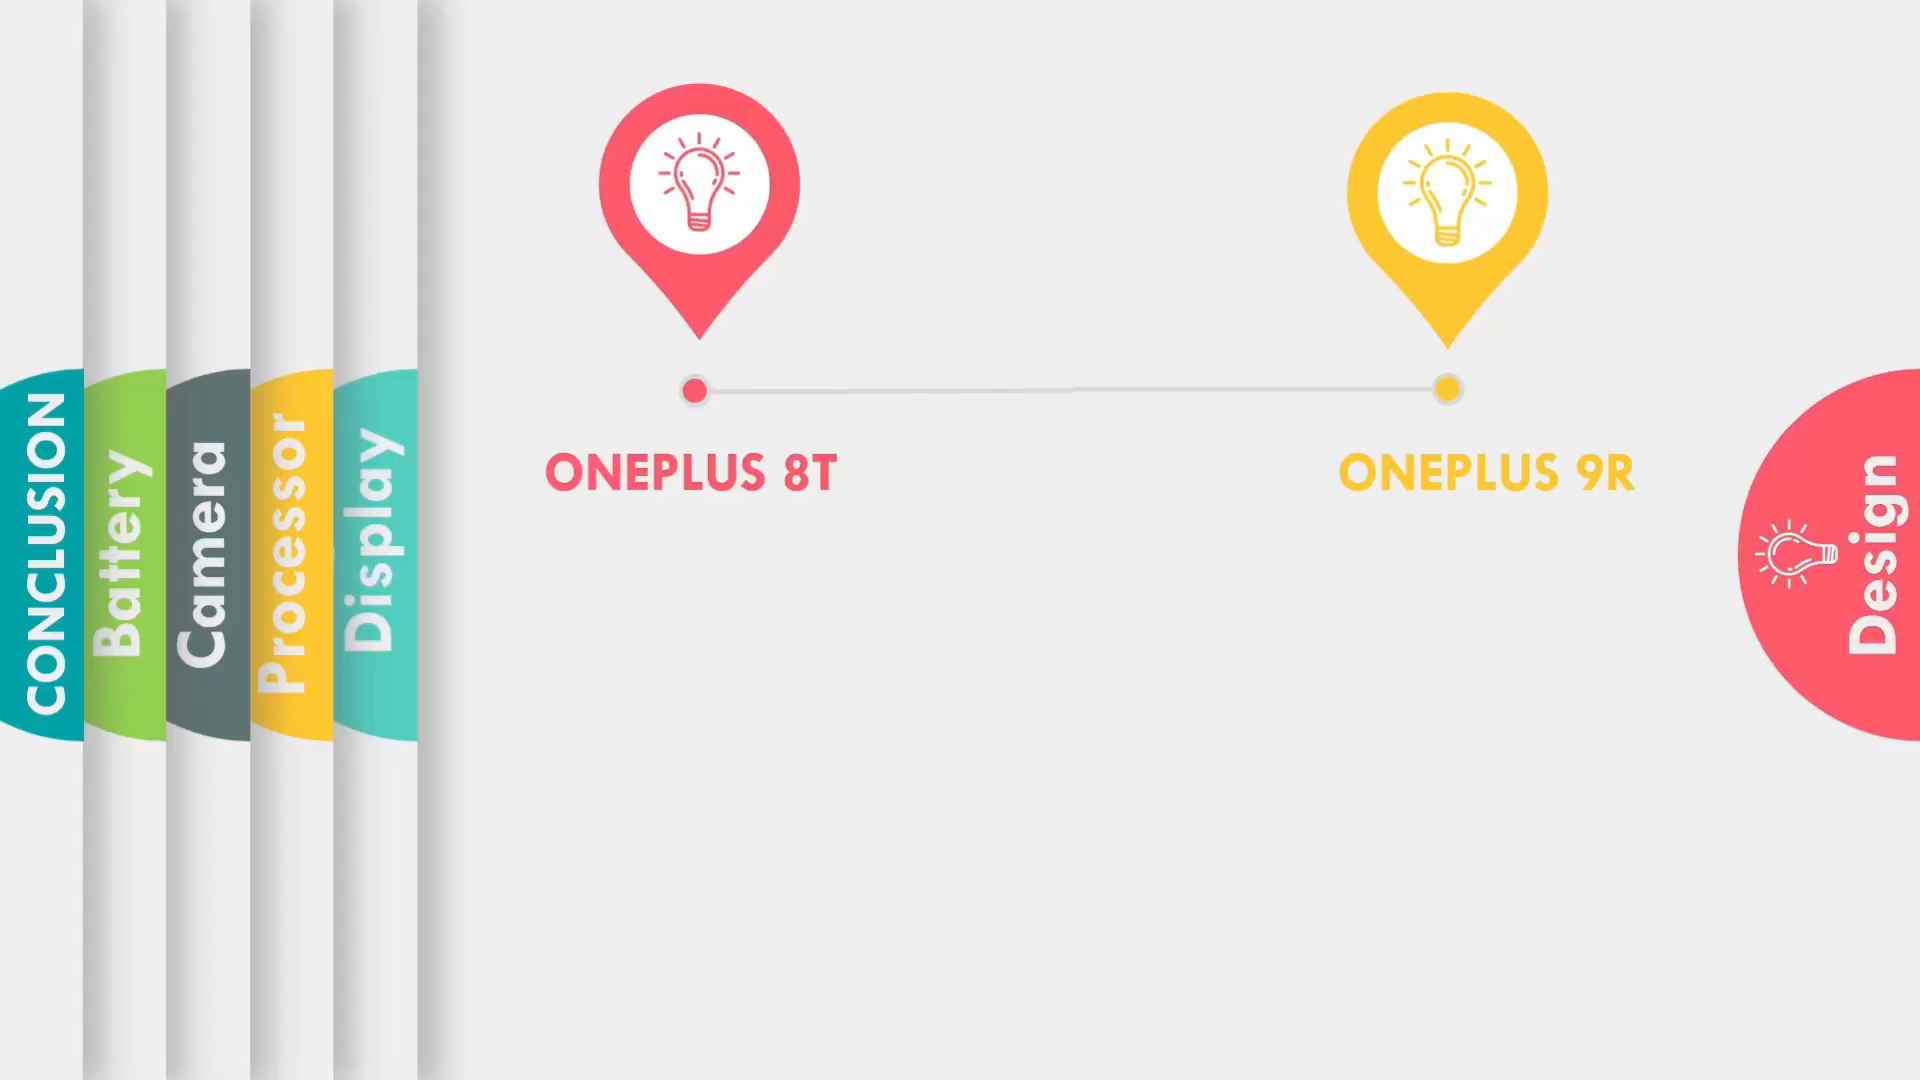 CONCLUSION
Battery
Camera
Processor
Display
ONEPLUS 8T
ONEPLUS 9R
Design